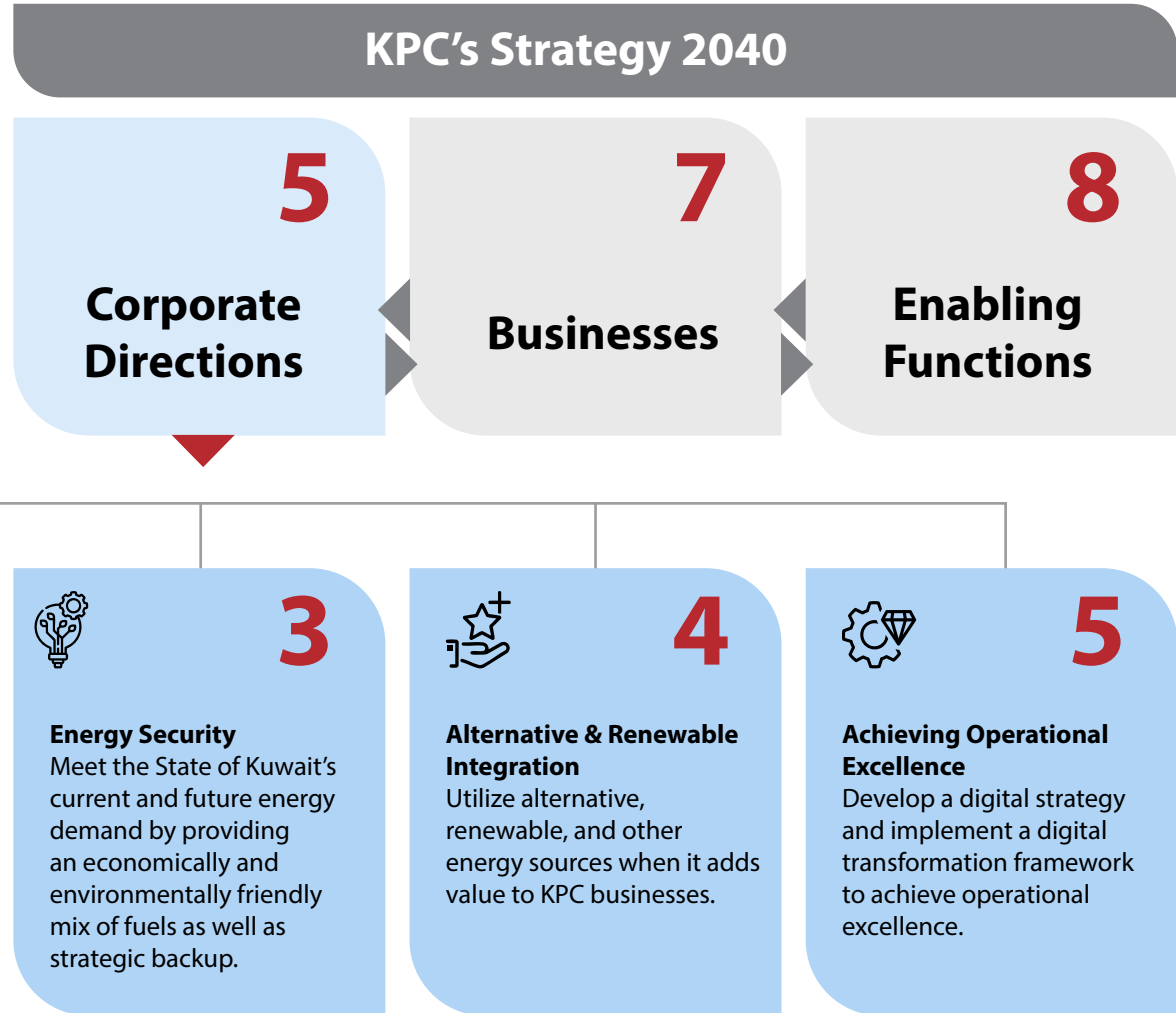 KPC’s Strategy 2040
5
Corporate
Directions
7
Businesses
8
Enabling
Functions
3
Energy Security
Meet the State of Kuwait’s
current and future energy
demand by providing
an economically and
environmentally friendly
mix of fuels as well as
strategic backup.
4
Alternative & Renewable
Integration
Utilize alternative,
renewable, and other
energy sources when it adds
value to KPC businesses.
5
Achieving Operational
Excellence
Develop a digital strategy
and implement a digital
transformation framework
to achieve operational
excellence.